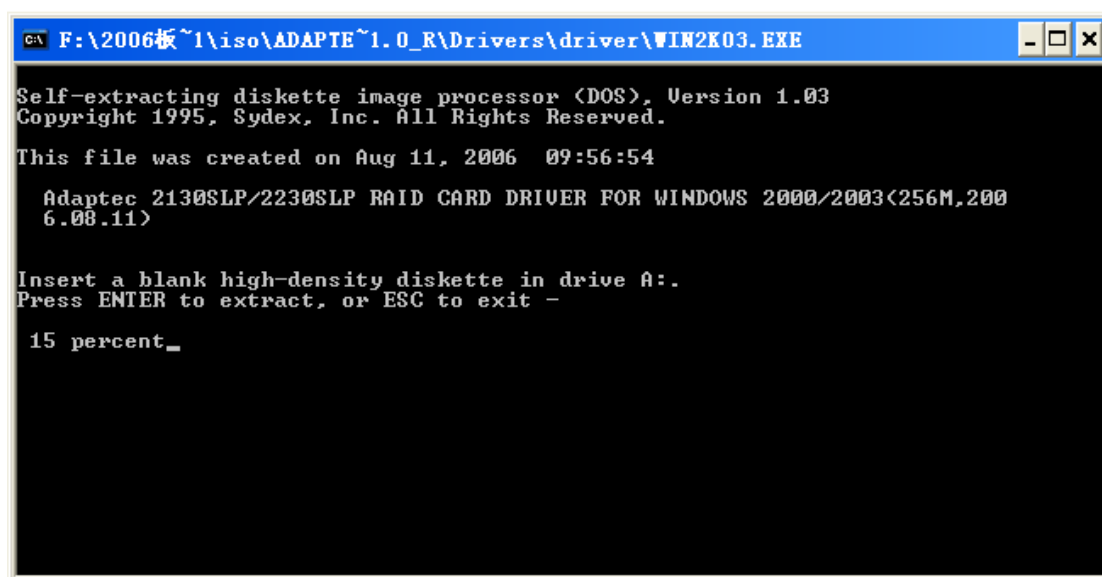 F:\2006板~1\iso\ADAPTE~1.0_R\Drivers\driver\WIN2K03.EXE
Self-extracting diskette image processor (DOS), Version 1.03
Copyright 1995, Sydex, Inc. All Rights Reserved.
This file was created on Aug 11, 2006  09:56:54
Adaptec 2130SLP/2230SLP RAID CARD DRIVER FOR WINDOWS 2000/2003(256M,200
6.08.11)
Insert a blank high-density diskette in drive A:.
Press ENTER to extract, or ESC to exit -
15 percent_